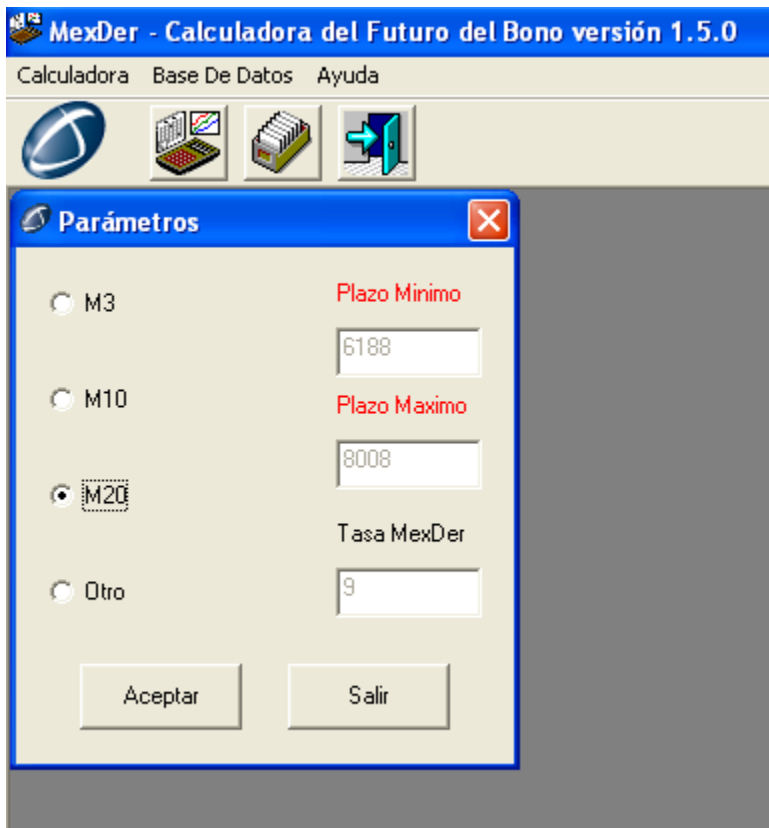 MexDer - Calculadora del Futuro del Bono versión 1.5.0
Calculadora Base De Datos Ayuda
Parámetros
M3
Plazo Minimo
6188
M10
Plazo Maximo
8008
M20
Tasa MexDer
Otro
9
Aceptar Salir